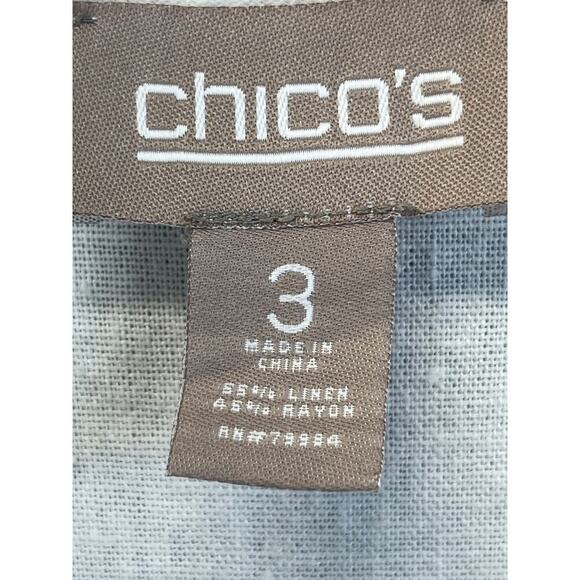 chico's
3
MADE IN
CHINA
55% LINEN
45% RAYON
RN#79984